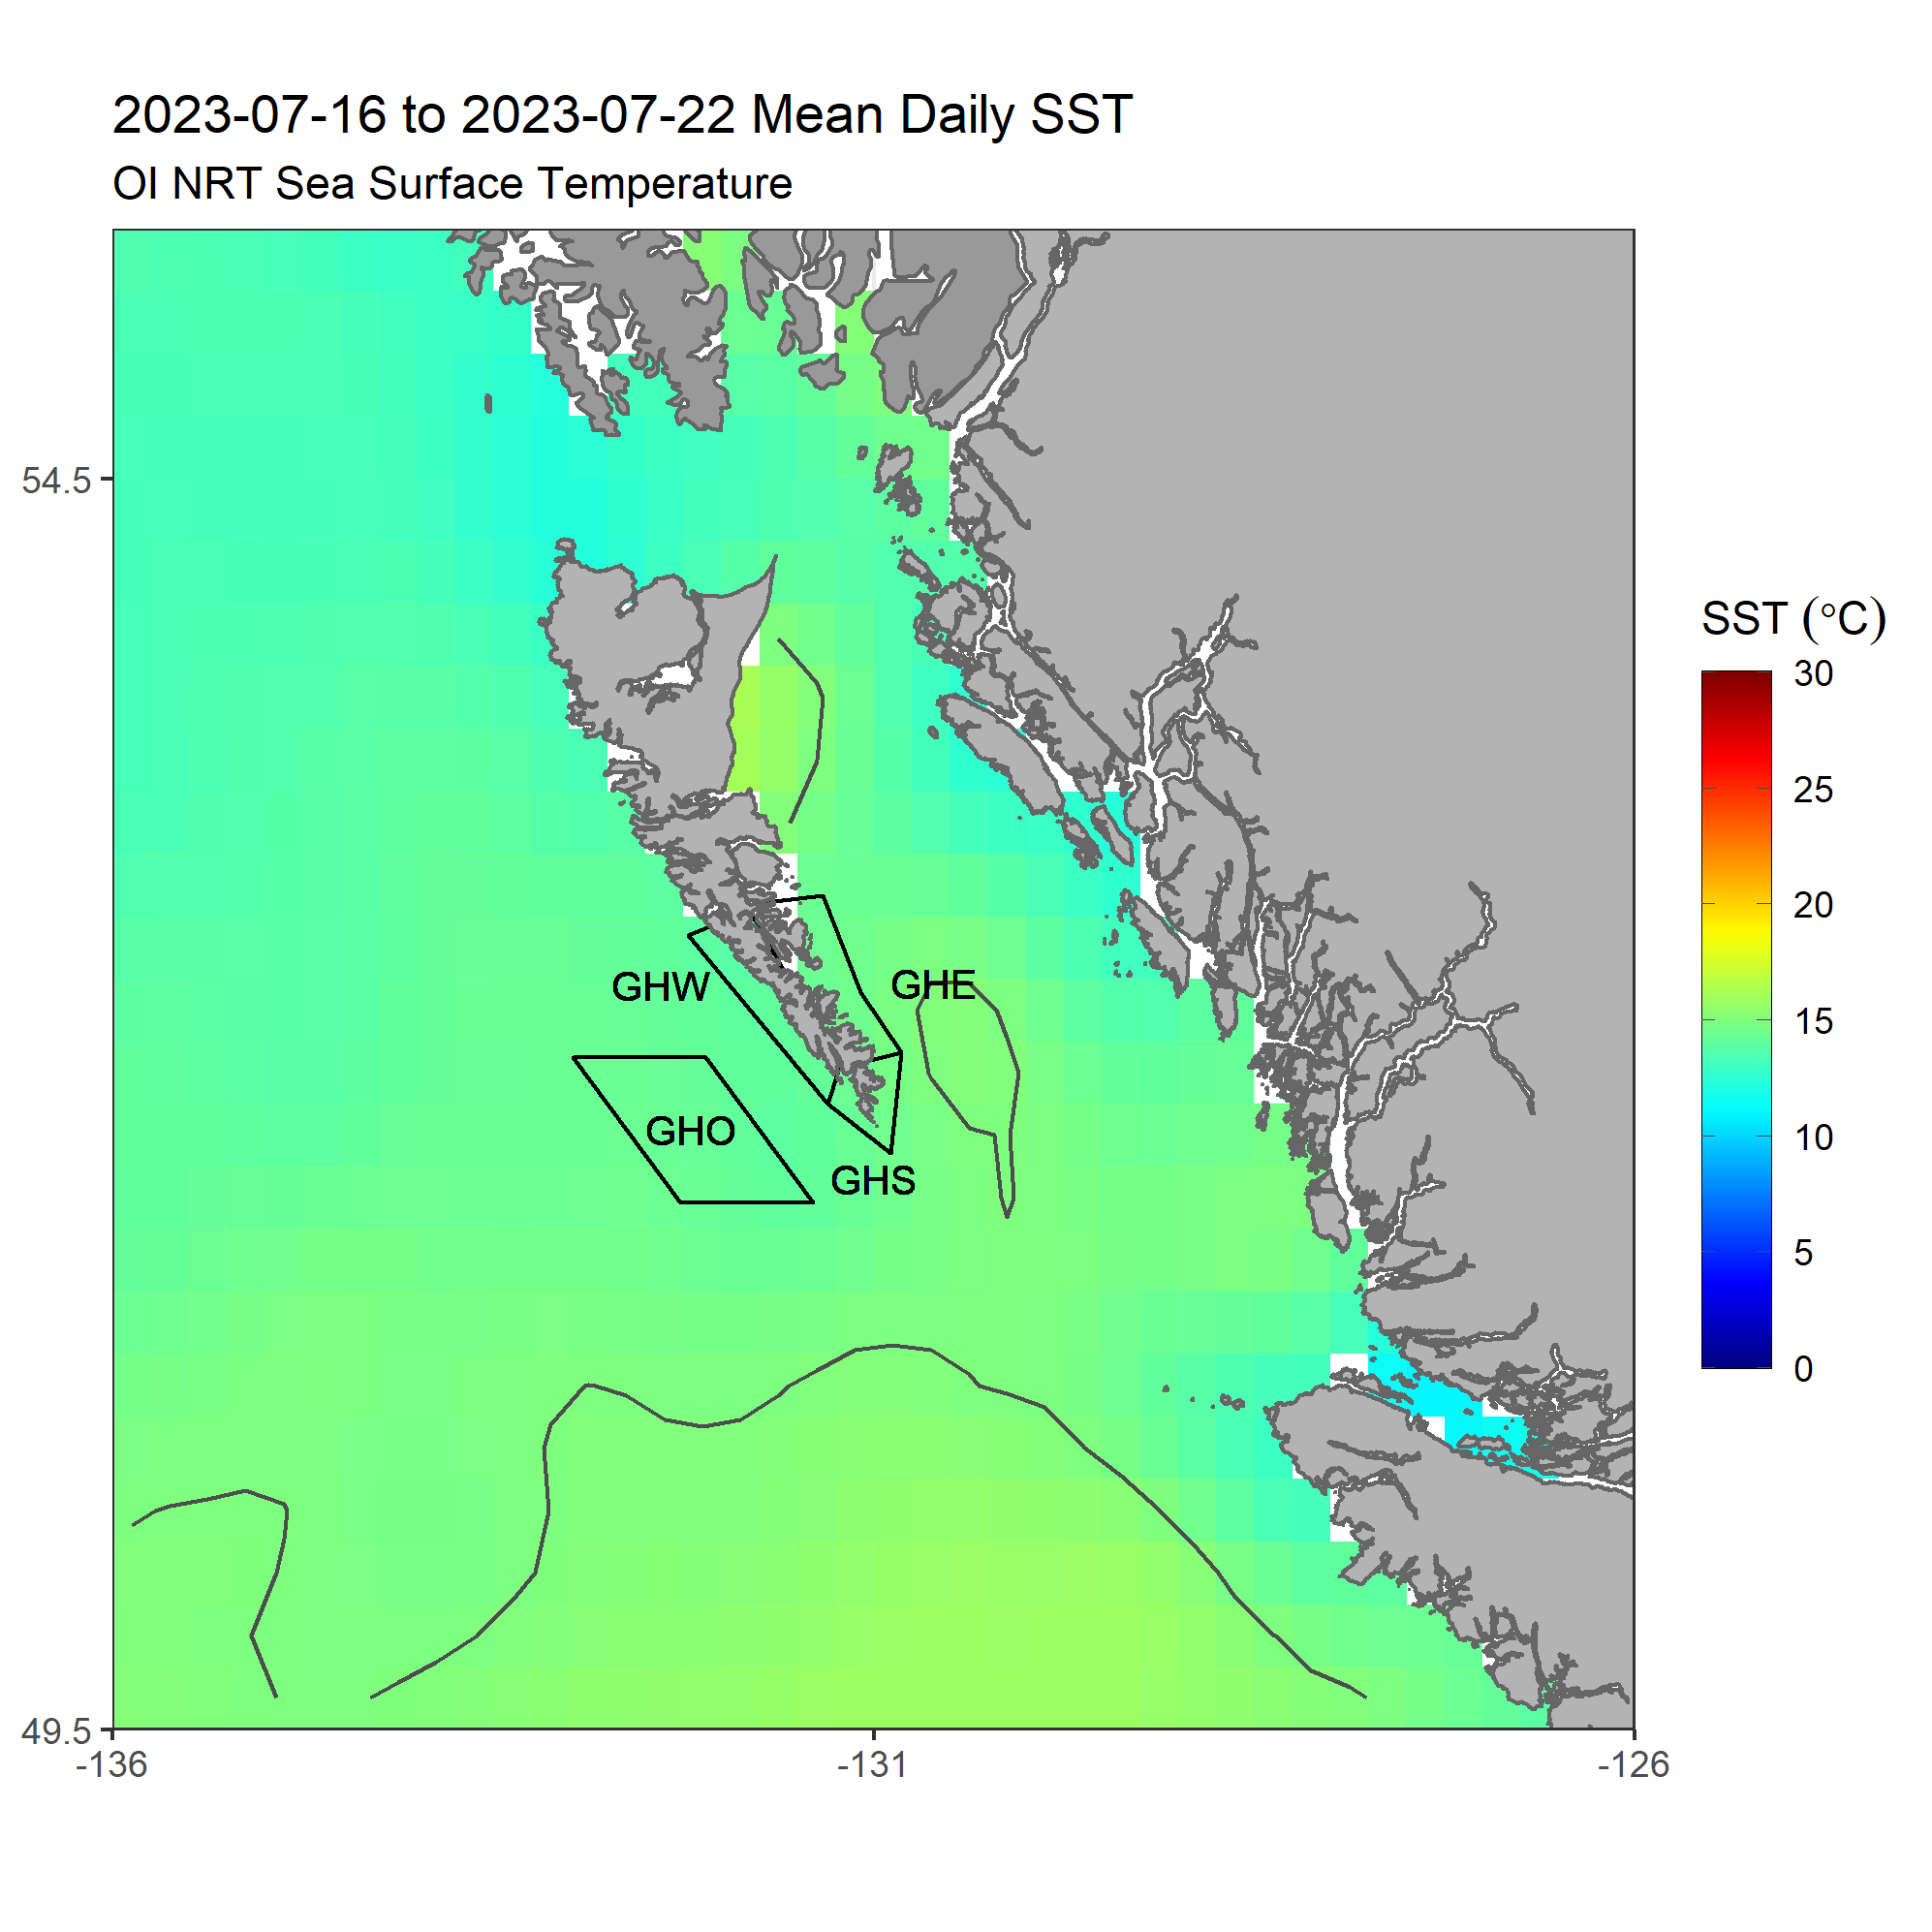 2023-07-16 to 2023-07-22 Mean Daily SST
OI NRT Sea Surface Temperature
54.5
49.5
-136
-131
-126
GHW
GHE
GHO
GHS
SST (°C)
30
25
20
15
10
5
0